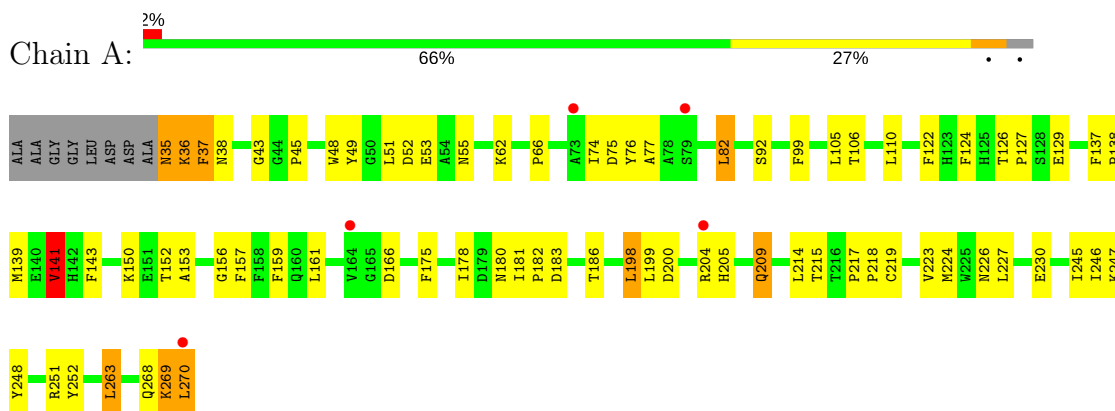 2%
Chain A:
66% 27% • •
ALA ALA GLY GLY LEU ASP ASP ALA N35 K36 F37 N38 G43 G44 P45 W48 Y49 G50 L51 D52 E53 A54 N55 K62 P66 A73 I74 D75 Y76 A77 A78 S79 L82 S92 F99 L105 T106 L110 F122 H123 F124 H125 T126 P127 S128 E129 F137
M139 E140 V141 H142 F143 K150 E151 T152 A153 G156 F157 F158 F159 Q160 L161 V164 G165 D166 F175 I178 D179 N180 I181 P182 D183 T186 L198 L199 D200 R204 H205 Q209 L214 T215 T216 P217 P218 C219 V223 M224 W225 N226 L227 E230 I245 I246
Y248 R251 Y252 L263 Q268 K269 L270